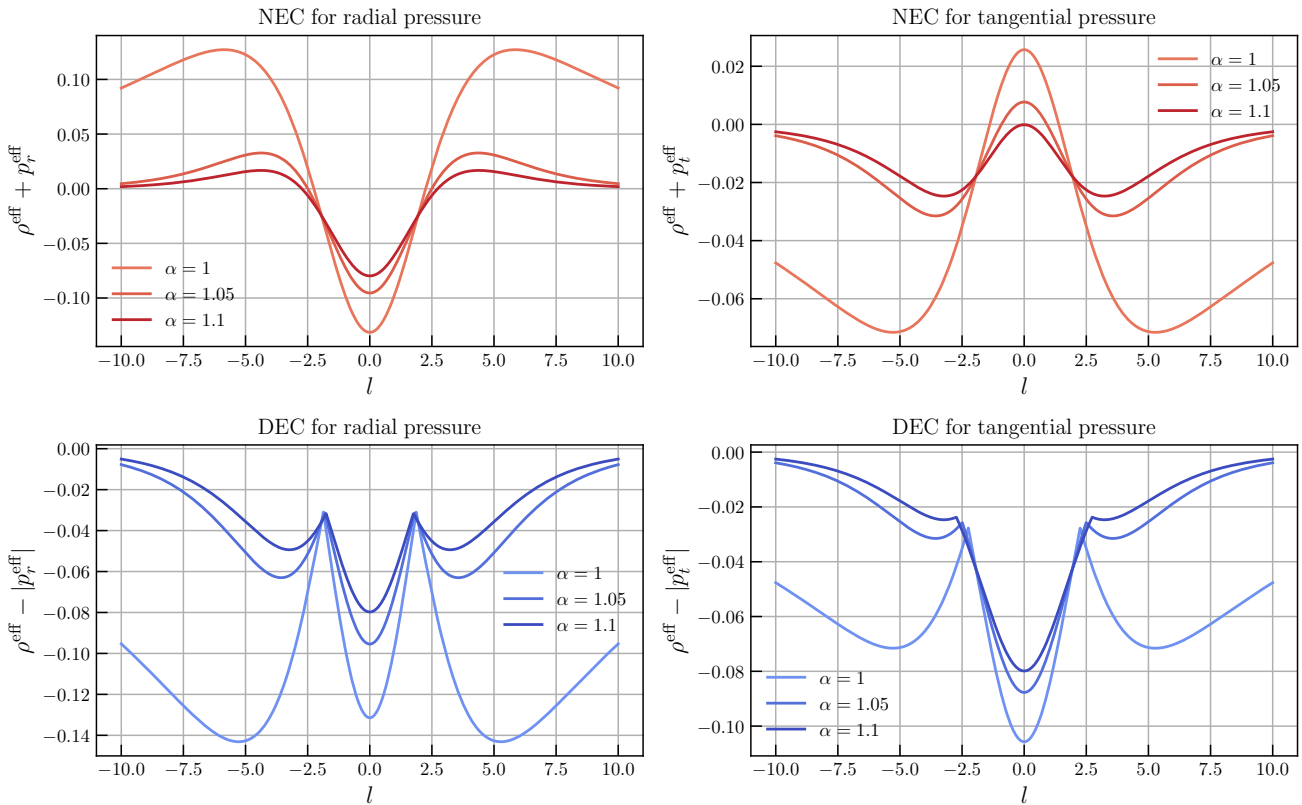 NEC for radial pressure
ρ^eff + p_r^eff
0.10
0.05
0.00
−0.05
−0.10
α = 1
α = 1.05
α = 1.1
−10.0 −7.5 −5.0 −2.5 0.0 2.5 5.0 7.5 10.0
l
NEC for tangential pressure
ρ^eff + p_t^eff
0.02
0.00
−0.02
−0.04
−0.06
α = 1
α = 1.05
α = 1.1
−10.0 −7.5 −5.0 −2.5 0.0 2.5 5.0 7.5 10.0
l
DEC for radial pressure
ρ^eff − |p_r^eff|
0.00
−0.02
−0.04
−0.06
−0.08
−0.10
−0.12
−0.14
α = 1
α = 1.05
α = 1.1
−10.0 −7.5 −5.0 −2.5 0.0 2.5 5.0 7.5 10.0
l
DEC for tangential pressure
ρ^eff − |p_t^eff|
0.00
−0.02
−0.04
−0.06
−0.08
−0.10
α = 1
α = 1.05
α = 1.1
−10.0 −7.5 −5.0 −2.5 0.0 2.5 5.0 7.5 10.0
l